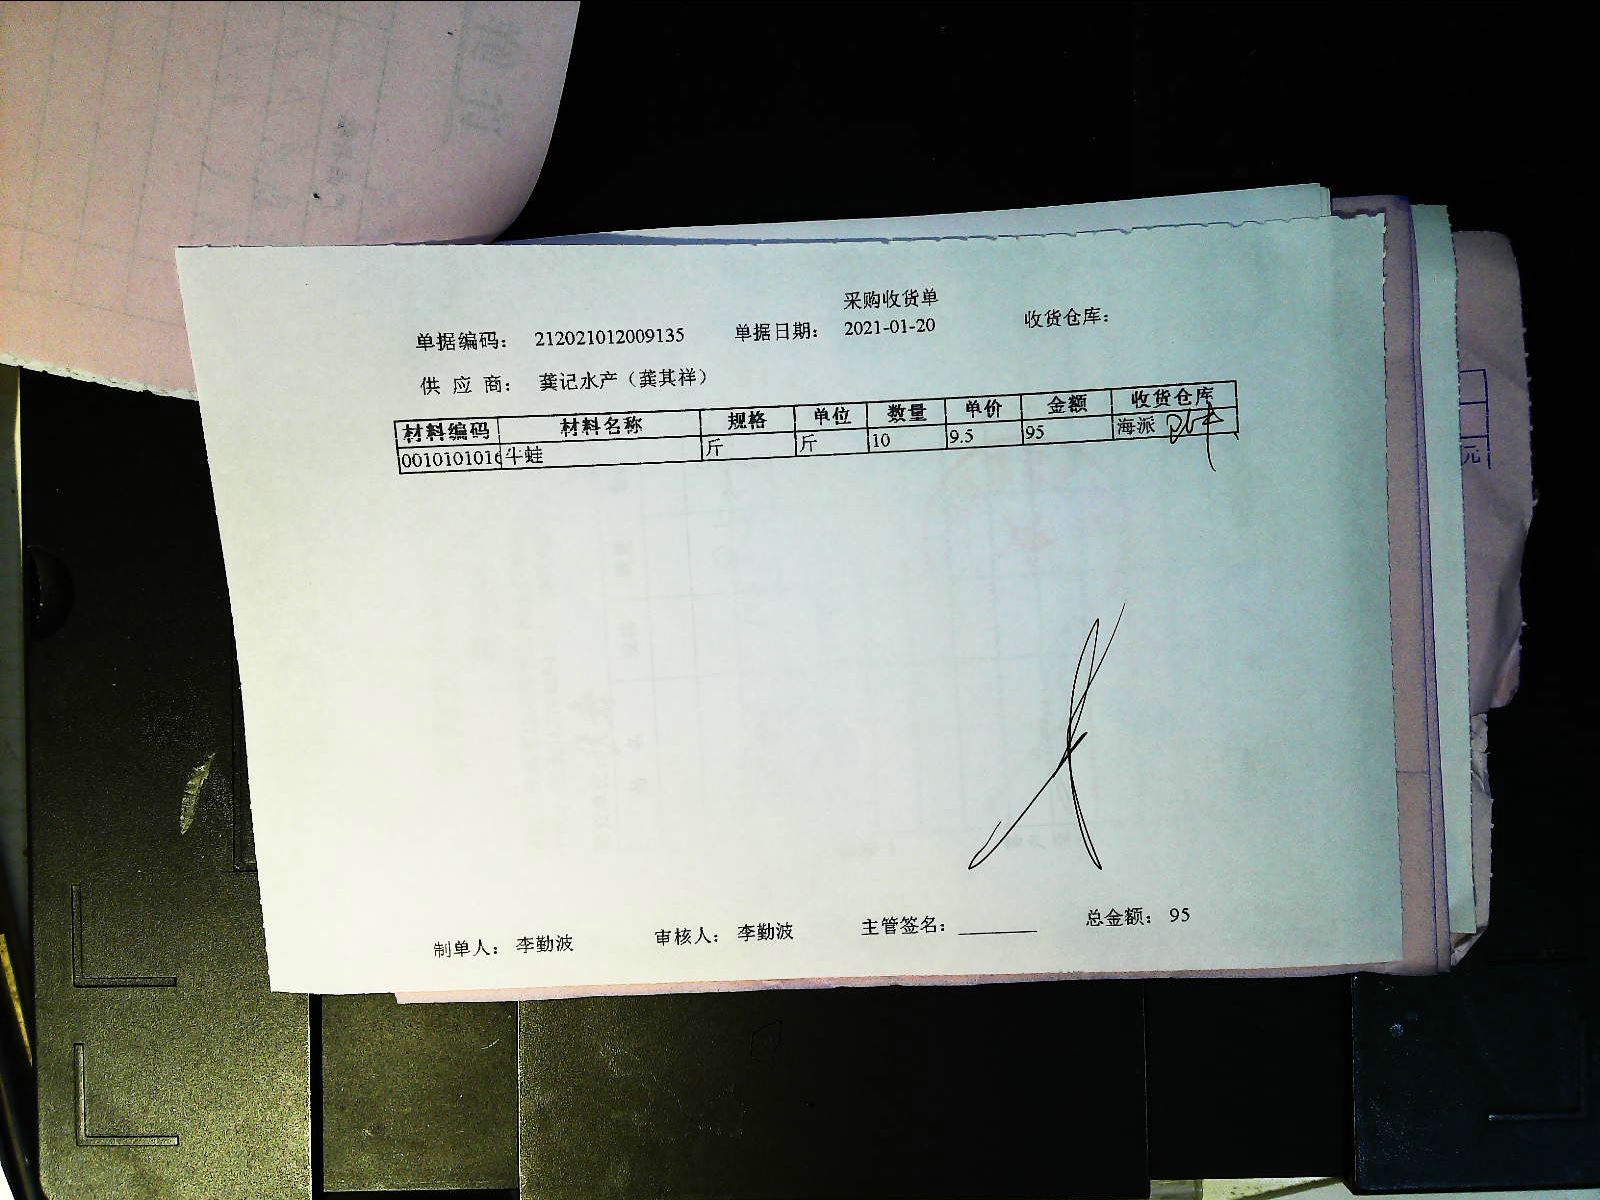 采购收货单
单据编码： 212021012009135 单据日期： 2021-01-20 收货仓库：
供 应 商： 龚记水产（龚其祥）
材料编码 材料名称 规格 单位 数量 单价 金额 收货仓库
001010101 牛蛙 斤 斤 10 9.5 95 海派
制单人： 李勤波 审核人： 李勤波 主管签名： 总金额： 95
元